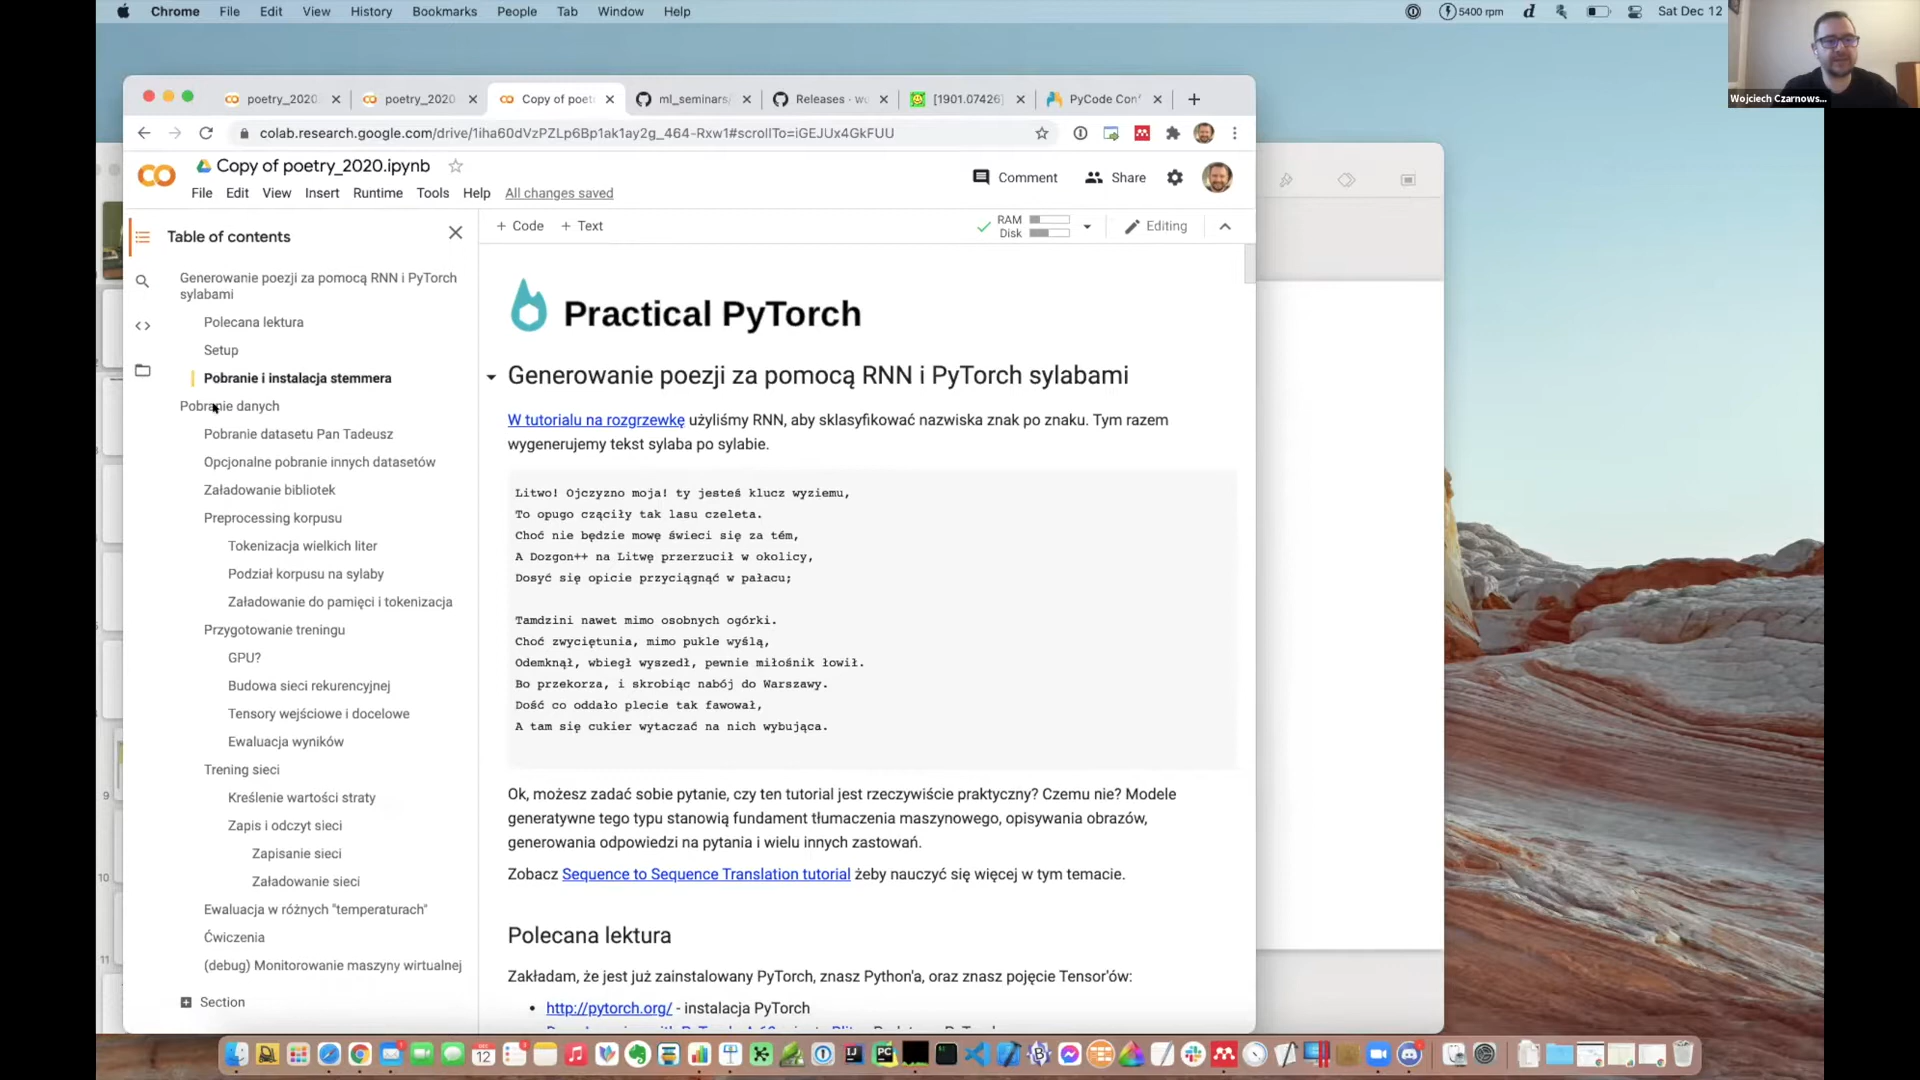 Chrome File Edit View History Bookmarks People Tab Window Help
5400 rpm
Sat Dec 12
Wojciech Czarnows...
poetry_2020.
poetry_2020
Copy of poet
ml_seminars/
Releases · wo
[1901.07426]
PyCode Conf
colab.research.google.com/drive/1iha60dVzPZLp6Bp1ak1ay2g_464-Rxw1#scrollTo=iGEJUx4GkFUU
Copy of poetry_2020.ipynb
File Edit View Insert Runtime Tools Help All changes saved
Comment Share
Table of contents
Generowanie poezji za pomocą RNN i PyTorch
sylabami
Polecana lektura
Setup
Pobranie i instalacja stemmera
Pobranie danych
Pobranie datasetu Pan Tadeusz
Opcjonalne pobranie innych datasetów
Załadowanie bibliotek
Preprocessing korpusu
Tokenizacja wielkich liter
Podział korpusu na sylaby
Załadowanie do pamięci i tokenizacja
Przygotowanie treningu
GPU?
Budowa sieci rekurencyjnej
Tensory wejściowe i docelowe
Ewaluacja wyników
Trening sieci
Kreślenie wartości straty
Zapis i odczyt sieci
Zapisanie sieci
Załadowanie sieci
Ewaluacja w różnych "temperaturach"
Ćwiczenia
(debug) Monitorowanie maszyny wirtualnej
Section
+ Code + Text
RAM
Disk
Editing
Practical PyTorch
Generowanie poezji za pomocą RNN i PyTorch sylabami
W tutorialu na rozgrzewkę użyliśmy RNN, aby sklasyfikować nazwiska znak po znaku. Tym razem
wygenerujemy tekst sylaba po sylabie.
Litwo! Ojczyzno moja! ty jesteś klucz wyziemu,
To opugo cząciły tak lasu czeleta.
Choć nie będzie mowę świeci się za tém,
A Dozgon++ na Litwę przerzucił w okolicy,
Dosyć się opicie przyciągnąć w pałacu;
Tamdzini nawet mimo osobnych ogórki.
Choć zwyciętunia, mimo pukle wyślą,
Odemknął, wbiegł wyszedł, pewnie miłośnik łowił.
Bo przekorza, i skrobiąc nabój do Warszawy.
Dość co oddało plecie tak fawował,
A tam się cukier wytaczać na nich wybująca.
Ok, możesz zadać sobie pytanie, czy ten tutorial jest rzeczywiście praktyczny? Czemu nie? Modele
generatywne tego typu stanowią fundament tłumaczenia maszynowego, opisywania obrazów,
generowania odpowiedzi na pytania i wielu innych zastowań.
Zobacz Sequence to Sequence Translation tutorial żeby nauczyć się więcej w tym temacie.
Polecana lektura
Zakładam, że jest już zainstalowany PyTorch, znasz Python'a, oraz znasz pojęcie Tensor'ów:
http://pytorch.org/ - instalacja PyTorch
9
10
11